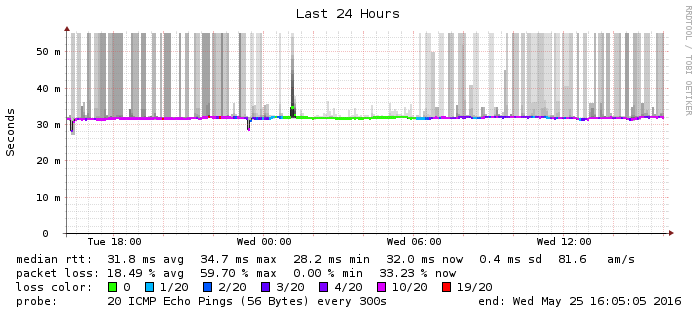 Last 24 Hours
RRDTOOL / TOBI OETIKER
Seconds
50 m
40 m
30 m
20 m
10 m
0
Tue 18:00 Wed 00:00 Wed 06:00 Wed 12:00
median rtt: 31.8 ms avg 34.7 ms max 28.2 ms min 32.0 ms now 0.4 ms sd 81.6 am/s
packet loss: 18.49 % avg 59.70 % max 0.00 % min 33.23 % now
loss color: 0 1/20 2/20 3/20 4/20 10/20 19/20
probe: 20 ICMP Echo Pings (56 Bytes) every 300s end: Wed May 25 16:05:05 2016